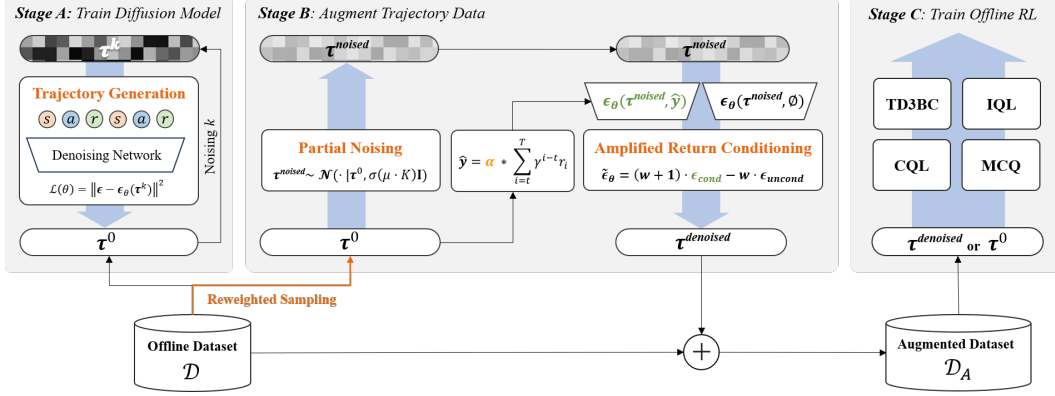 Stage A: Train Diffusion Model
τ^k
Trajectory Generation
s a r s a r
Denoising Network
ℒ(θ) = ‖ϵ − ϵ_θ(τ^k)‖²
τ^0
Noising k
Stage B: Augment Trajectory Data
τ^noised
Partial Noising
τ^noised ~ 𝒩(· |τ^0, σ(μ · K)I)
τ^0
ŷ = α * ∑_{i=t}^{T} γ^{i−t} r_i
τ^noised
ϵ_θ(τ^noised, ŷ)
ϵ_θ(τ^noised, ∅)
Amplified Return Conditioning
ϵ̃_θ = (w + 1) · ϵ_cond − w · ϵ_uncond
τ^denoised
Stage C: Train Offline RL
TD3BC
IQL
CQL
MCQ
τ^denoised or τ^0
Reweighted Sampling
Offline Dataset
𝒟
+
Augmented Dataset
𝒟_A